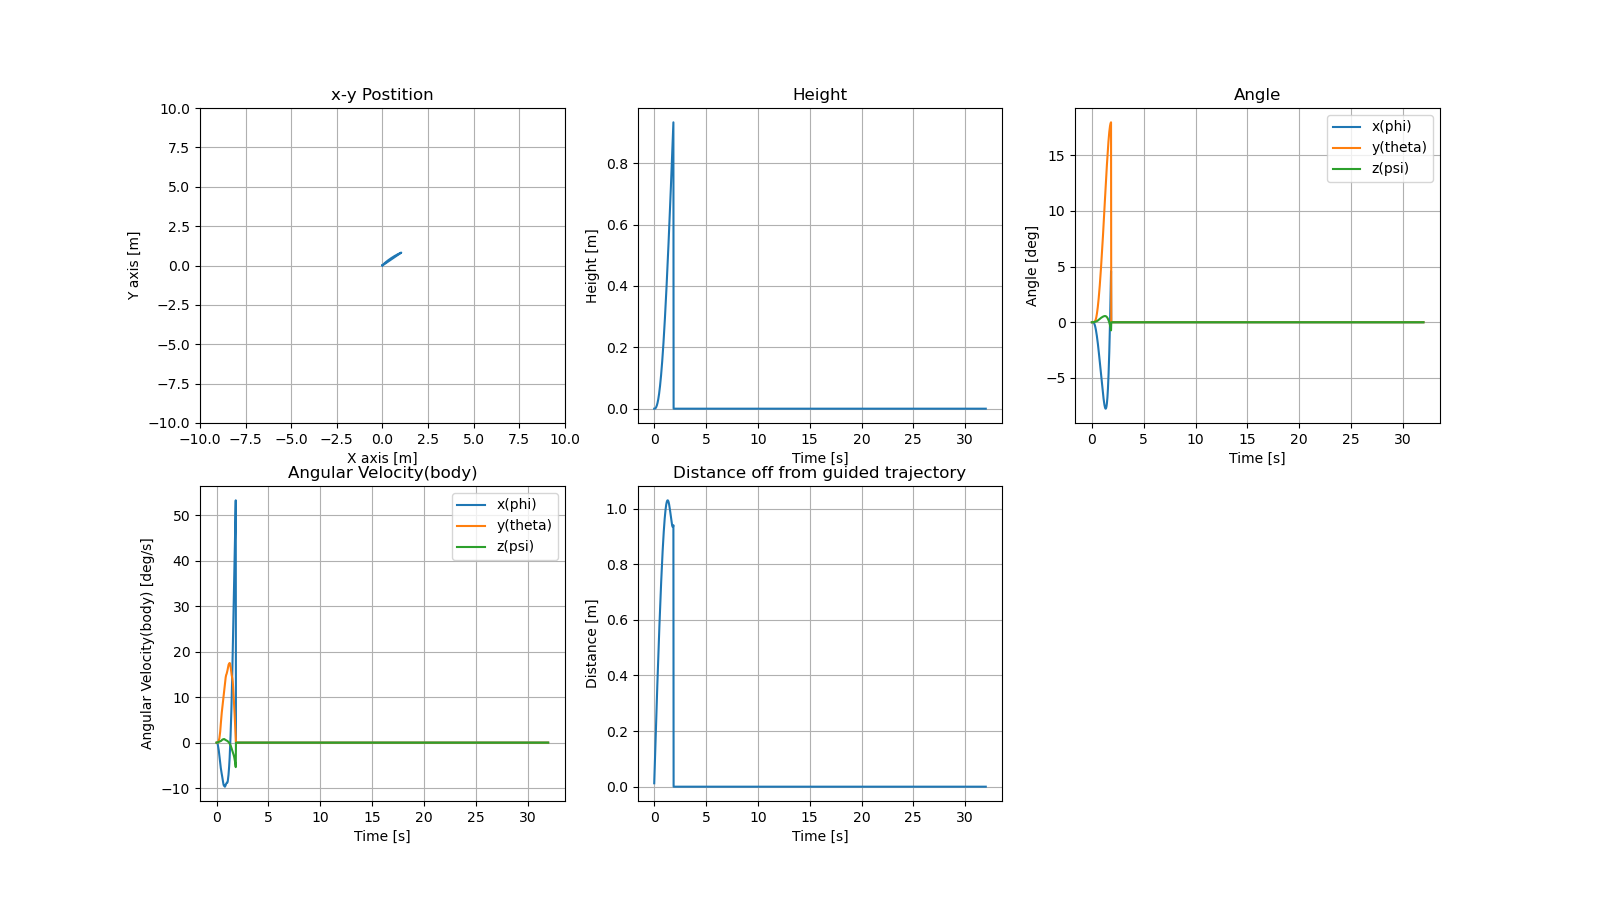 x-y Postition
10.0
7.5
5.0
2.5
0.0
−2.5
−5.0
−7.5
−10.0
Y axis [m]
−10.0 −7.5 −5.0 −2.5 0.0 2.5 5.0 7.5 10.0
X axis [m]
Height
0.8
0.6
0.4
0.2
0.0
Height [m]
0 5 10 15 20 25 30
Time [s]
Angle
x(phi)
y(theta)
z(psi)
15
10
5
0
−5
Angle [deg]
0 5 10 15 20 25 30
Time [s]
Angular Velocity(body)
x(phi)
y(theta)
z(psi)
50
40
30
20
10
0
−10
Angular Velocity(body) [deg/s]
0 5 10 15 20 25 30
Time [s]
Distance off from guided trajectory
1.0
0.8
0.6
0.4
0.2
0.0
Distance [m]
0 5 10 15 20 25 30
Time [s]